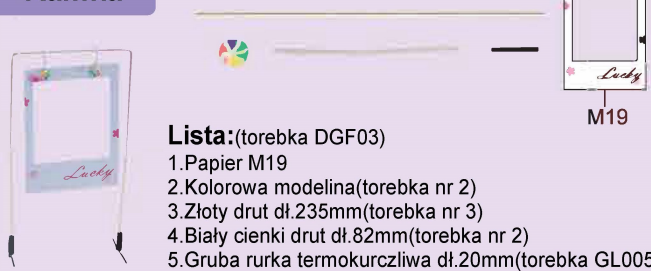 Lucky
M19
Lucky
Lista:(torebka DGF03)
1.Papier M19
2.Kolorowa modelina(torebka nr 2)
3.Złoty drut dł.235mm(torebka nr 3)
4.Biały cienki drut dł.82mm(torebka nr 2)
5.Gruba rurka termokurczliwa dł.20mm(torebka GL005